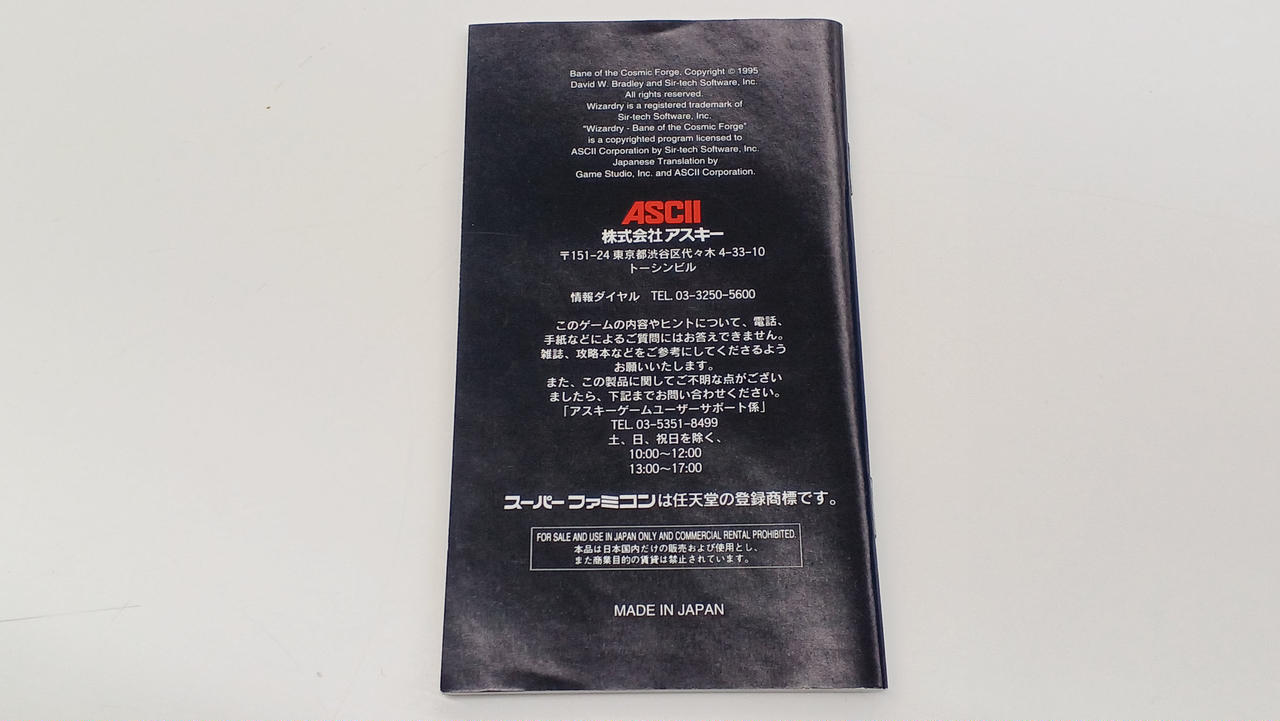 Bane of the Cosmic Forge, Copyright © 1995
David W. Bradley and Sir-tech Software, Inc.
All rights reserved.
Wizardry is a registered trademark of
Sir-tech Software, Inc.
"Wizardry - Bane of the Cosmic Forge"
is a copyrighted program licensed to
ASCII Corporation by Sir-tech Software, Inc.
Japanese Translation by
Game Studio, Inc. and ASCII Corporation.
ASCII
株式会社アスキー
〒151-24 東京都渋谷区代々木 4-33-10
トーシンビル
情報ダイヤル TEL. 03-3250-5600
このゲームの内容やヒントについて、電話、
手紙などによるご質問にはお答えできません。
雑誌、攻略本などをご参考にしてくださるよう
お願いいたします。
また、この製品に関してご不明な点がござい
ましたら、下記までお問い合わせください。
「アスキーゲームユーザーサポート係」
TEL. 03-5351-8499
土、日、祝日を除く、
10:00〜12:00
13:00〜17:00
スーパーファミコンは任天堂の登録商標です。
FOR SALE AND USE IN JAPAN ONLY AND COMMERCIAL RENTAL PROHIBITED.
本品は日本国内だけの販売および使用とし、
また商業目的の賃貸は禁止されています。
MADE IN JAPAN